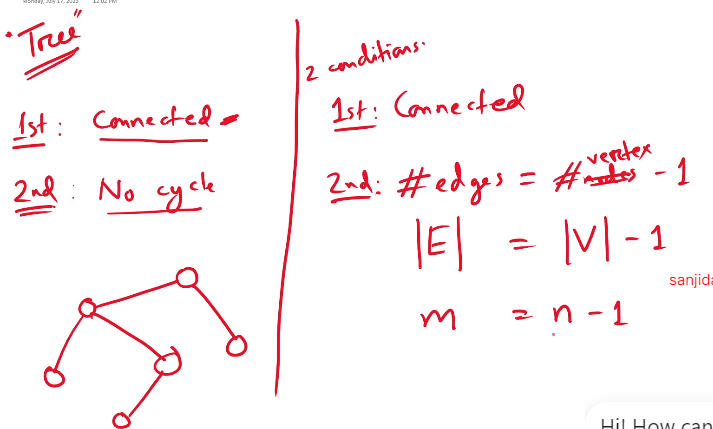 Monday, July 17, 2023 12:02 PM
"Tree"
1st: Connected
2nd: No cycle
2 conditions.
1st: Connected
2nd: #edges = #nodes vertex - 1
|E| = |V| - 1
sanjida
m = n - 1
Hi! How can